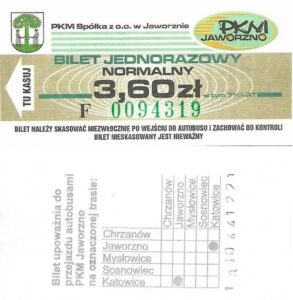 PKM Spółka z o.o. w Jaworznie
PKM
JAWORZNO
BILET JEDNORAZOWY
NORMALNY
TU KASUJ
3,60zł
w tym 7% VAT
F 0094319
BILET NALEŻY SKASOWAĆ NIEZWŁOCZNIE PO WEJŚCIU DO AUTOBUSU I ZACHOWAĆ DO KONTROLI
BILET NIESKASOWANY JEST NIEWAŻNY
Bilet upoważnia do
przejazdu autobusami
PKM Jaworzno
na oznaczonej trasie:
Chrzanów
Jaworzno
Mysłowice
Sosnowiec
Katowice
Chrzanów
Jaworzno
Mysłowice
Sosnowiec
Katowice